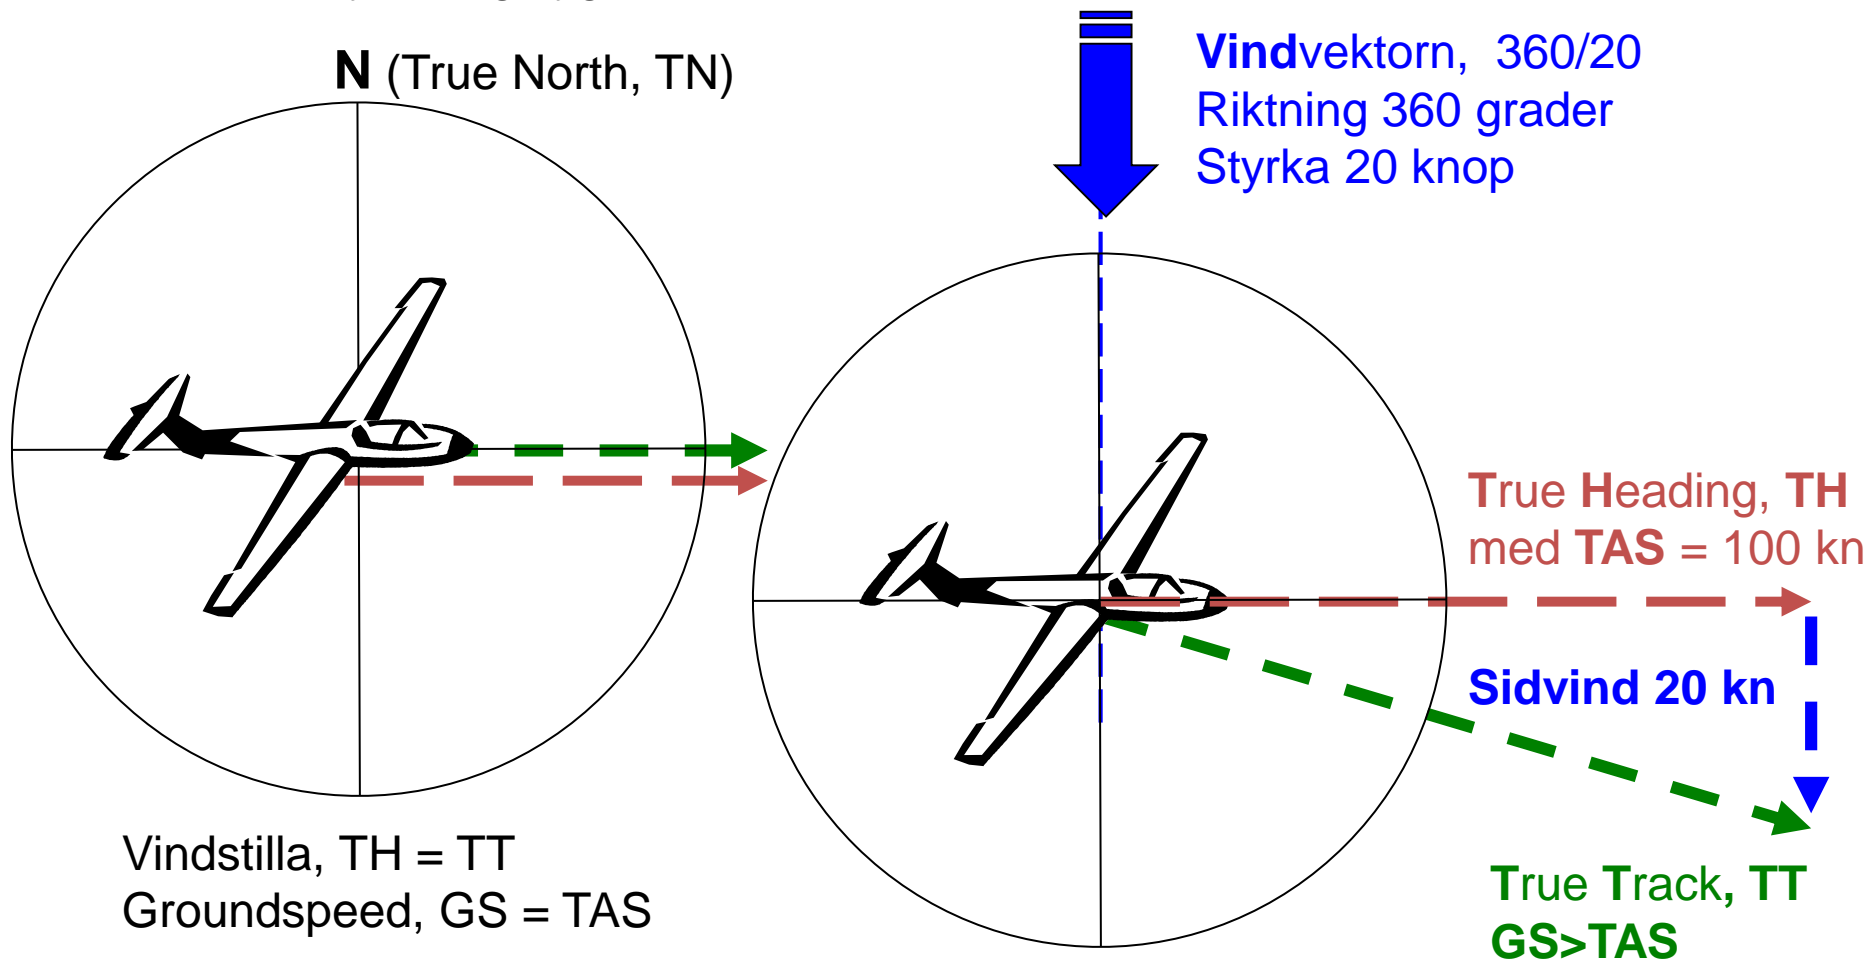 N (True North, TN)
Vindvektorn, 360/20
Riktning 360 grader
Styrka 20 knop
True Heading, TH
med TAS = 100 kn
Sidvind 20 kn
Vindstilla, TH = TT
Groundspeed, GS = TAS
True Track, TT
GS>TAS